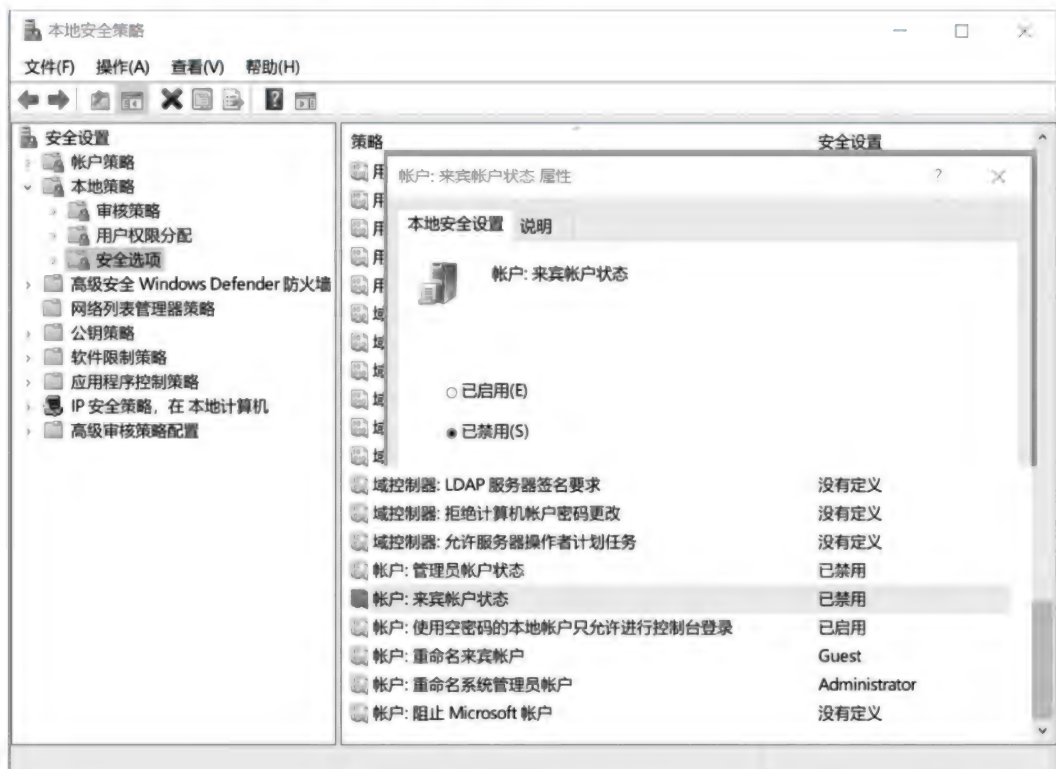 本地安全策略
文件(F) 操作(A) 查看(V) 帮助(H)
安全设置
帐户策略
本地策略
审核策略
用户权限分配
安全选项
高级安全 Windows Defender 防火墙
网络列表管理器策略
公钥策略
软件限制策略
应用程序控制策略
IP 安全策略，在 本地计算机
高级审核策略配置
策略 安全设置
用
用
用
用
用
域
域
域
域
域
域
帐户: 来宾帐户状态 属性 ?
本地安全设置 说明
帐户: 来宾帐户状态
已启用(E)
已禁用(S)
域控制器: LDAP 服务器签名要求 没有定义
域控制器: 拒绝计算机帐户密码更改 没有定义
域控制器: 允许服务器操作者计划任务 没有定义
帐户: 管理员帐户状态 已禁用
帐户: 来宾帐户状态 已禁用
帐户: 使用空密码的本地帐户只允许进行控制台登录 已启用
帐户: 重命名来宾帐户 Guest
帐户: 重命名系统管理员帐户 Administrator
帐户: 阻止 Microsoft 帐户 没有定义